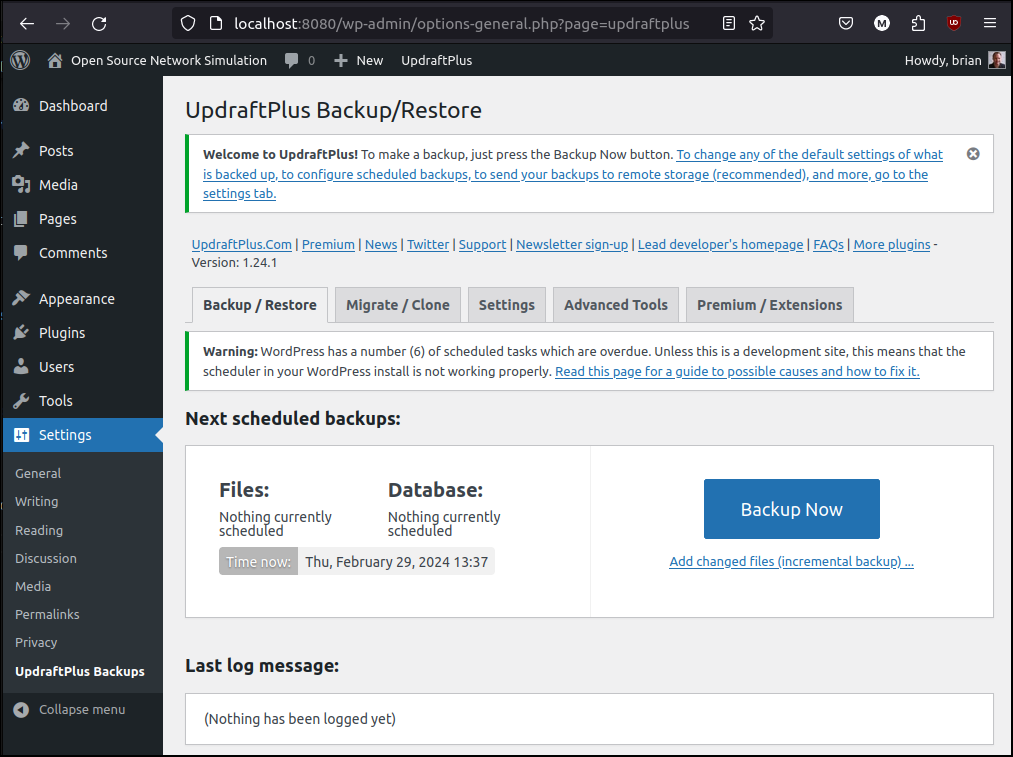 localhost:8080/wp-admin/options-general.php?page=updraftplus
M
UD
Open Source Network Simulation 0 New UpdraftPlus Howdy, brian
Dashboard
Posts
Media
Pages
Comments
Appearance
Plugins
Users
Tools
Settings
General
Writing
Reading
Discussion
Media
Permalinks
Privacy
UpdraftPlus Backups
Collapse menu
UpdraftPlus Backup/Restore
Welcome to UpdraftPlus! To make a backup, just press the Backup Now button. To change any of the default settings of what
is backed up, to configure scheduled backups, to send your backups to remote storage (recommended), and more, go to the
settings tab.
UpdraftPlus.Com | Premium | News | Twitter | Support | Newsletter sign-up | Lead developer's homepage | FAQs | More plugins -
Version: 1.24.1
Backup / Restore Migrate / Clone Settings Advanced Tools Premium / Extensions
Warning: WordPress has a number (6) of scheduled tasks which are overdue. Unless this is a development site, this means that the
scheduler in your WordPress install is not working properly. Read this page for a guide to possible causes and how to fix it.
Next scheduled backups:
Files:
Nothing currently
scheduled
Database:
Nothing currently
scheduled
Time now: Thu, February 29, 2024 13:37
Backup Now
Add changed files (incremental backup) ...
Last log message:
(Nothing has been logged yet)